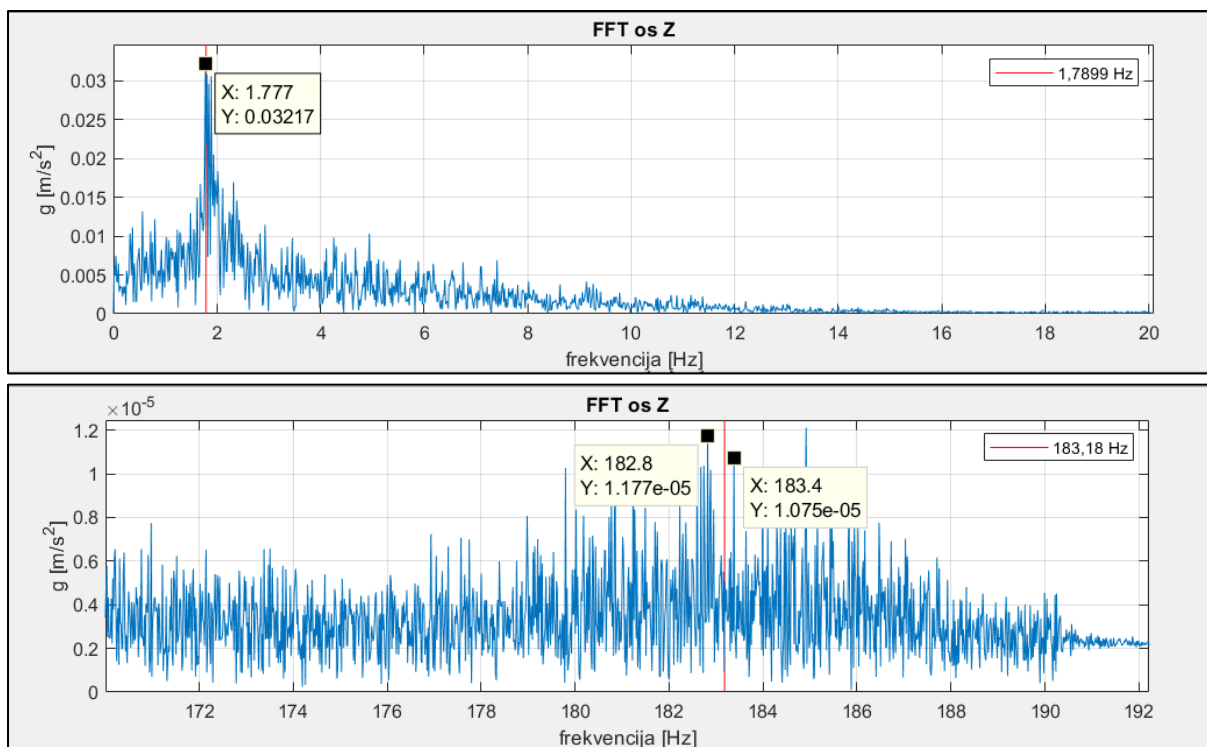 FFT os Z
1,7899 Hz
X: 1.777
Y: 0.03217
g [m/s²]
0.03
0.025
0.02
0.015
0.01
0.005
0
0 2 4 6 8 10 12 14 16 18 20
frekvencija [Hz]
×10⁻⁵
FFT os Z
183,18 Hz
X: 182.8
Y: 1.177e-05
X: 183.4
Y: 1.075e-05
g [m/s²]
1.2
1
0.8
0.6
0.4
0.2
0
172 174 176 178 180 182 184 186 188 190 192
frekvencija [Hz]